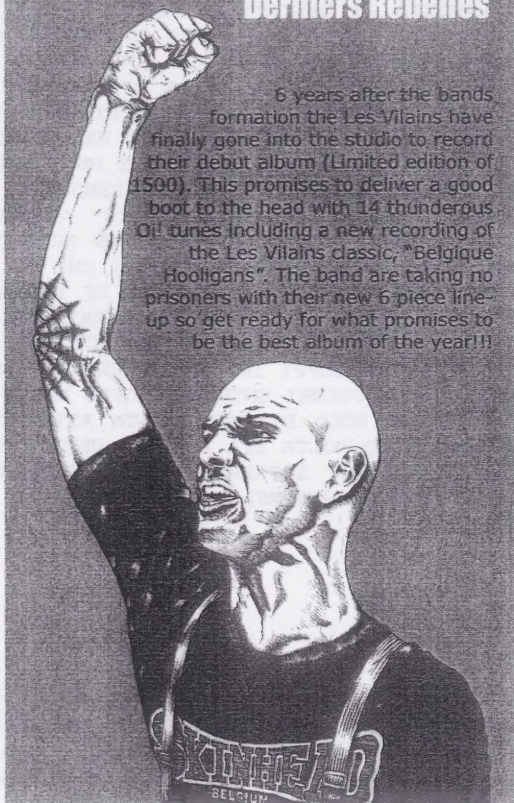 Derniers Rebelles
6 years after the bands
formation the Les Vilains have
finally gone into the studio to record
their debut album (Limited edition of
1500). This promises to deliver a good
boot to the head with 14 thunderous
Oi! tunes including a new recording of
the Les Vilains classic, "Belgique
Hooligans". The band are taking no
prisoners with their new 6 piece line-
up so get ready for what promises to
be the best album of the year!!!
SKINHEAD
BELGIUM